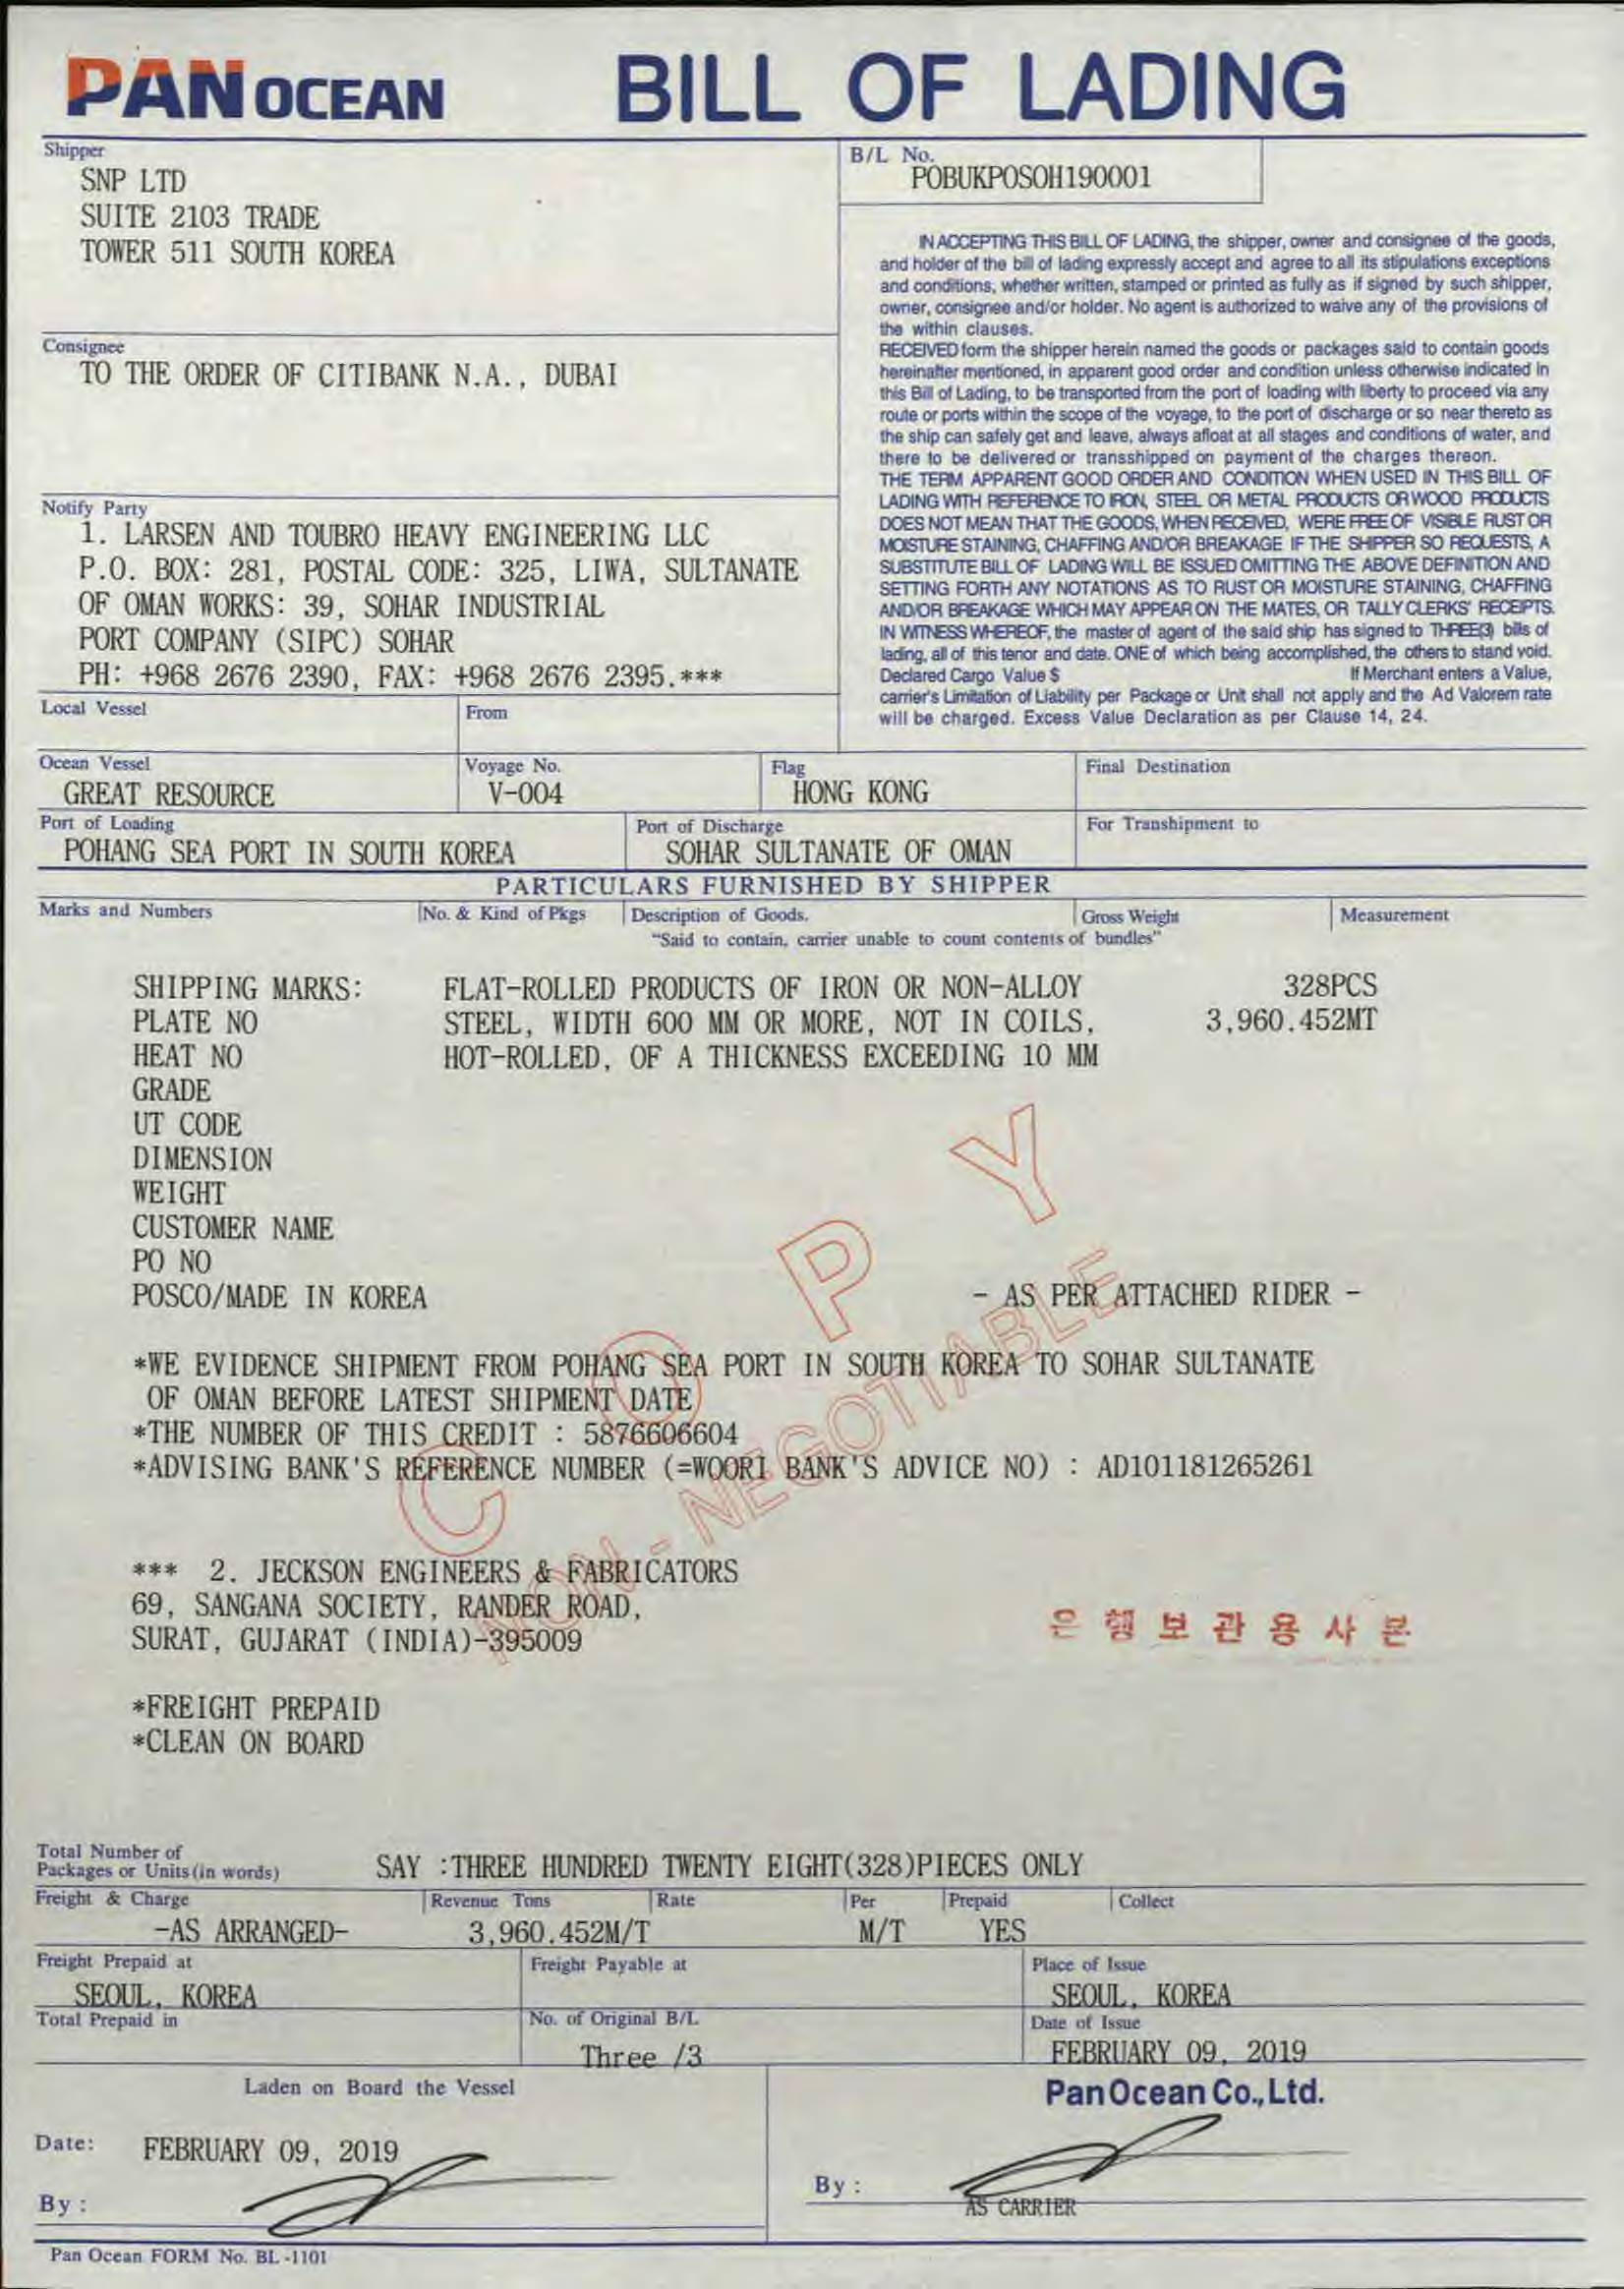 PAN OCEAN
BILL OF LADING
Shipper
SNP LTD
SUITE 2103 TRADE
TOWER 511 SOUTH KOREA
B/L No.
POBUKPOSOH190001
IN ACCEPTING THIS BILL OF LADING, the shipper, owner and consignee of the goods,
and holder of the bill of lading expressly accept and agree to all its stipulations exceptions
and conditions, whether written, stamped or printed as fully as if signed by such shipper,
owner, consignee and/or holder. No agent is authorized to waive any of the provisions of
the within clauses.
RECEIVED form the shipper herein named the goods or packages said to contain goods
hereinafter mentioned, in apparent good order and condition unless otherwise indicated in
this Bill of Lading, to be transported from the port of loading with liberty to proceed via any
route or ports within the scope of the voyage, to the port of discharge or so near thereto as
the ship can safely get and leave, always afloat at all stages and conditions of water, and
there to be delivered or transshipped on payment of the charges thereon.
THE TERM APPARENT GOOD ORDER AND CONDITION WHEN USED IN THIS BILL OF
LADING WITH REFERENCE TO IRON, STEEL OR METAL PRODUCTS OR WOOD PRODUCTS
DOES NOT MEAN THAT THE GOODS, WHEN RECEIVED, WERE FREE OF VISIBLE RUST OR
MOISTURE STAINING, CHAFFING AND/OR BREAKAGE IF THE SHIPPER SO REQUESTS, A
SUBSTITUTE BILL OF LADING WILL BE ISSUED OMITTING THE ABOVE DEFINITION AND
SETTING FORTH ANY NOTATIONS AS TO RUST OR MOISTURE STAINING, CHAFFING
AND/OR BREAKAGE WHICH MAY APPEAR ON THE MATES, OR TALLY CLERKS' RECEIPTS.
IN WITNESS WHEREOF, the master of agent of the said ship has signed to THREE(3) bills of
lading, all of this tenor and date. ONE of which being accomplished, the others to stand void.
Declared Cargo Value $ If Merchant enters a Value,
carrier's Limitation of Liability per Package or Unit shall not apply and the Ad Valorem rate
will be charged. Excess Value Declaration as per Clause 14, 24.
Consignee
TO THE ORDER OF CITIBANK N.A., DUBAI
Notify Party
1. LARSEN AND TOUBRO HEAVY ENGINEERING LLC
P.O. BOX: 281, POSTAL CODE: 325, LIWA, SULTANATE
OF OMAN WORKS: 39, SOHAR INDUSTRIAL
PORT COMPANY (SIPC) SOHAR
PH: +968 2676 2390, FAX: +968 2676 2395.***
Local Vessel From
Ocean Vessel Voyage No. Flag Final Destination
GREAT RESOURCE V-004 HONG KONG
Port of Loading Port of Discharge For Transhipment to
POHANG SEA PORT IN SOUTH KOREA SOHAR SULTANATE OF OMAN
PARTICULARS FURNISHED BY SHIPPER
Marks and Numbers No. & Kind of Pkgs Description of Goods. Gross Weight Measurement
"Said to contain, carrier unable to count contents of bundles"
SHIPPING MARKS: FLAT-ROLLED PRODUCTS OF IRON OR NON-ALLOY 328PCS
PLATE NO STEEL, WIDTH 600 MM OR MORE, NOT IN COILS, 3,960.452MT
HEAT NO HOT-ROLLED, OF A THICKNESS EXCEEDING 10 MM
GRADE
UT CODE
DIMENSION
WEIGHT
CUSTOMER NAME
PO NO
POSCO/MADE IN KOREA - AS PER ATTACHED RIDER -
COPY
NON-NEGOTIABLE
*WE EVIDENCE SHIPMENT FROM POHANG SEA PORT IN SOUTH KOREA TO SOHAR SULTANATE
OF OMAN BEFORE LATEST SHIPMENT DATE
*THE NUMBER OF THIS CREDIT : 5876606604
*ADVISING BANK'S REFERENCE NUMBER (=WOORI BANK'S ADVICE NO) : AD101181265261
*** 2. JECKSON ENGINEERS & FABRICATORS
69, SANGANA SOCIETY, RANDER ROAD,
SURAT, GUJARAT (INDIA)-395009
은행보관용사본
*FREIGHT PREPAID
*CLEAN ON BOARD
Total Number of
Packages or Units(in words) SAY :THREE HUNDRED TWENTY EIGHT(328)PIECES ONLY
Freight & Charge Revenue Tons Rate Per Prepaid Collect
-AS ARRANGED- 3,960.452M/T M/T YES
Freight Prepaid at Freight Payable at Place of Issue
SEOUL, KOREA SEOUL, KOREA
Total Prepaid in No. of Original B/L Date of Issue
Three /3 FEBRUARY 09, 2019
Laden on Board the Vessel
Pan Ocean Co., Ltd.
Date: FEBRUARY 09, 2019
By :
By :
AS CARRIER
Pan Ocean FORM No. BL-1101